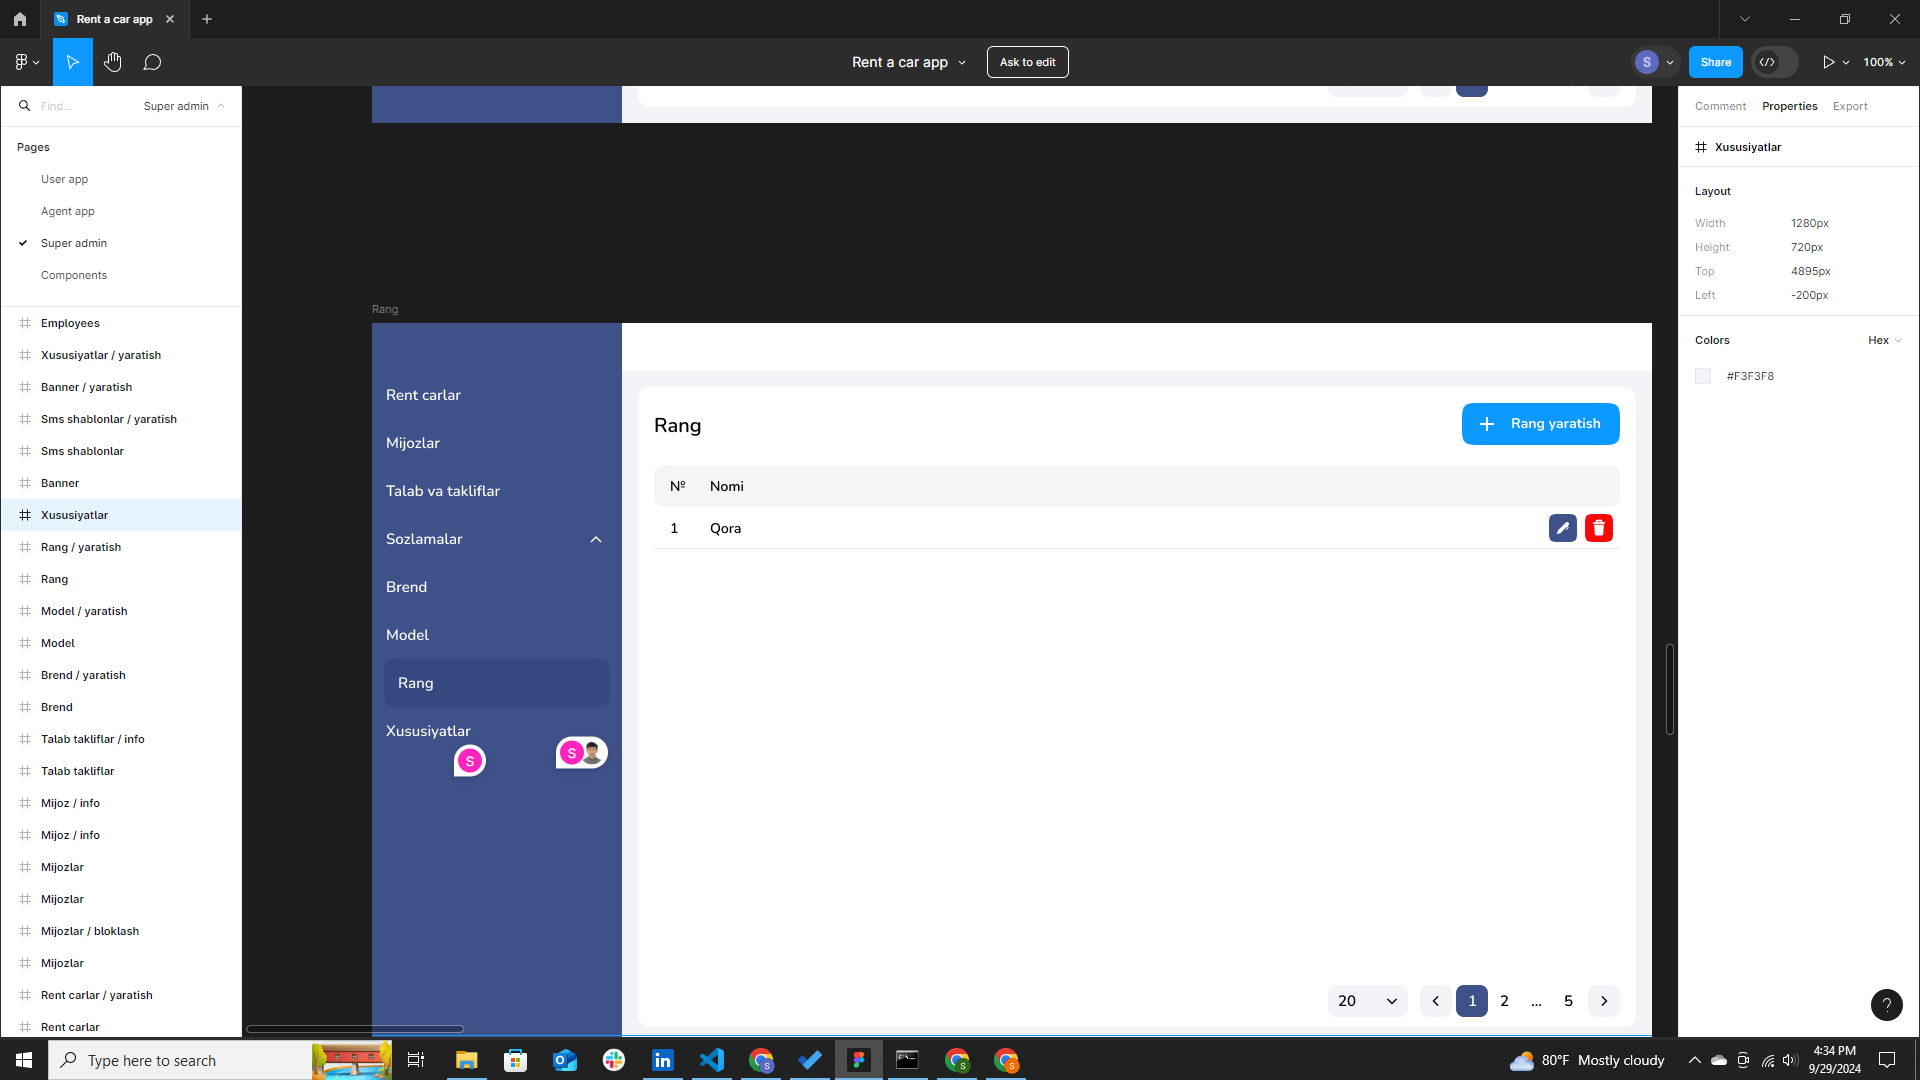 Rent a car app
Rent a car app
Ask to edit
S
Share
100%
Find...
Super admin
Pages
User app
Agent app
Super admin
Components
Employees
Xususiyatlar / yaratish
Banner / yaratish
Sms shablonlar / yaratish
Sms shablonlar
Banner
Xususiyatlar
Rang / yaratish
Rang
Model / yaratish
Model
Brend / yaratish
Brend
Talab takliflar / info
Talab takliflar
Mijoz / info
Mijoz / info
Mijozlar
Mijozlar
Mijozlar / bloklash
Mijozlar
Rent carlar / yaratish
Rent carlar
Rang
Rent carlar
Mijozlar
Talab va takliflar
Sozlamalar
Brend
Model
Rang
Xususiyatlar
S
S
Rang
Rang yaratish
Nº Nomi
1 Qora
20
1 2 ... 5
Comment Properties Export
Xususiyatlar
Layout
Width 1280px
Height 720px
Top 4895px
Left -200px
Colors Hex
#F3F3F8
?
Type here to search
in
S
S
S
80°F Mostly cloudy
4:34 PM
9/29/2024